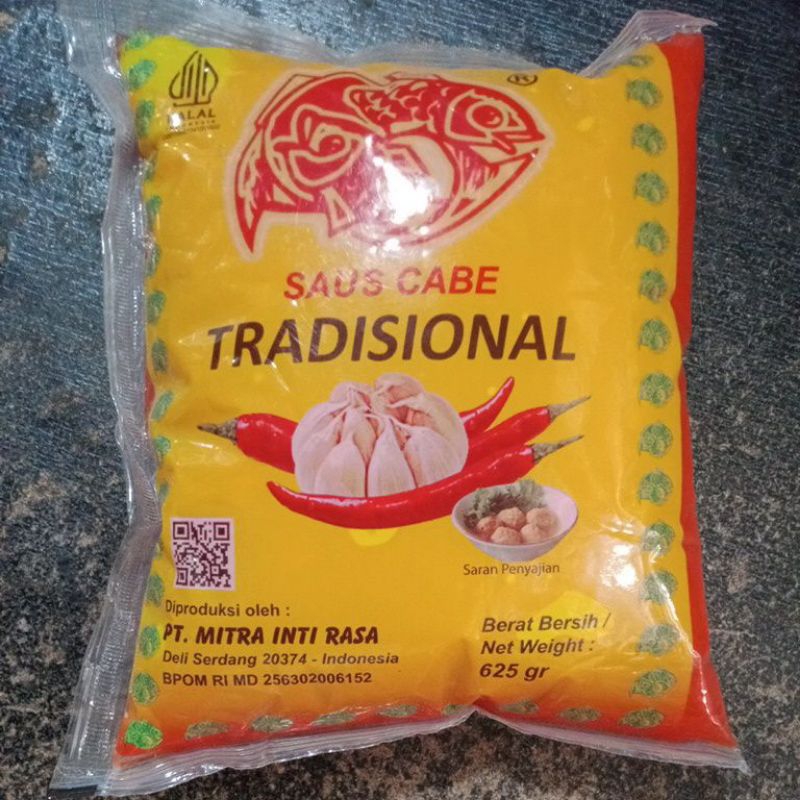 HALAL
INDONESIA
®
SAUS CABE
TRADISIONAL
Saran Penyajian
Diproduksi oleh :
PT. MITRA INTI RASA
Deli Serdang 20374 - Indonesia
BPOM RI MD 256302006152
Berat Bersih /
Net Weight :
625 gr